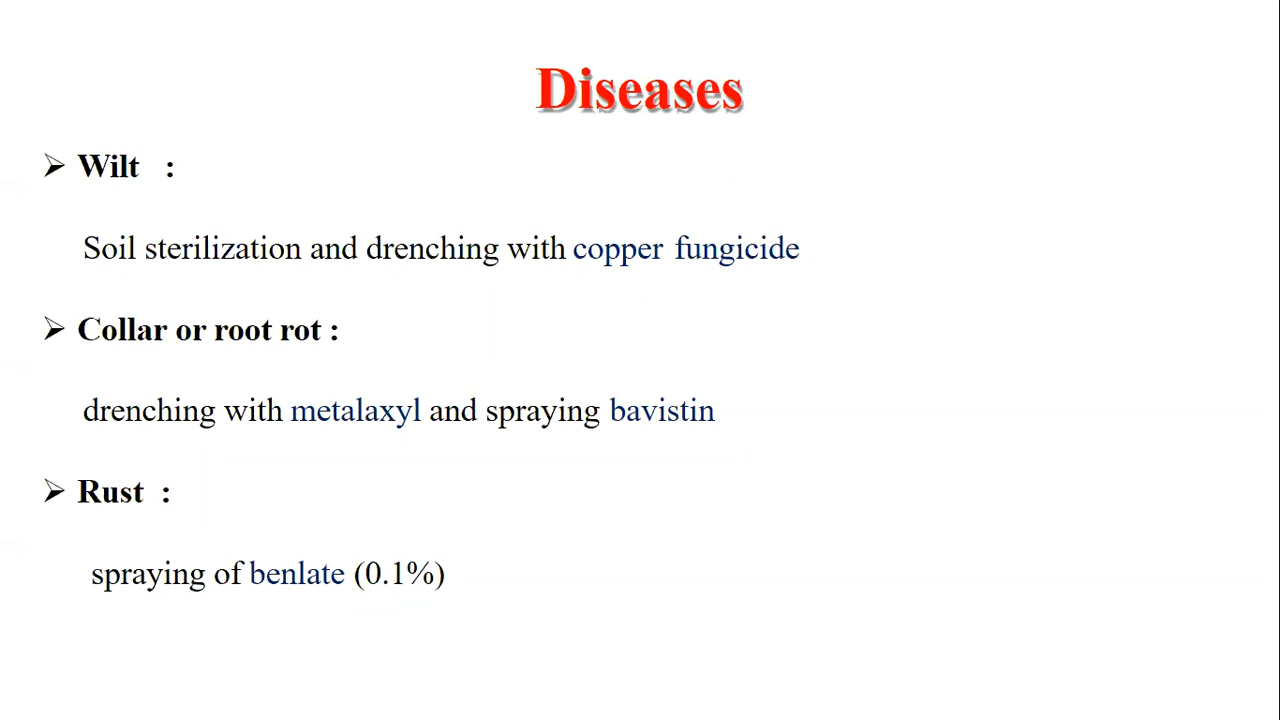 Diseases
➢ Wilt :
Soil sterilization and drenching with copper fungicide
➢ Collar or root rot :
drenching with metalaxyl and spraying bavistin
➢ Rust :
spraying of benlate (0.1%)